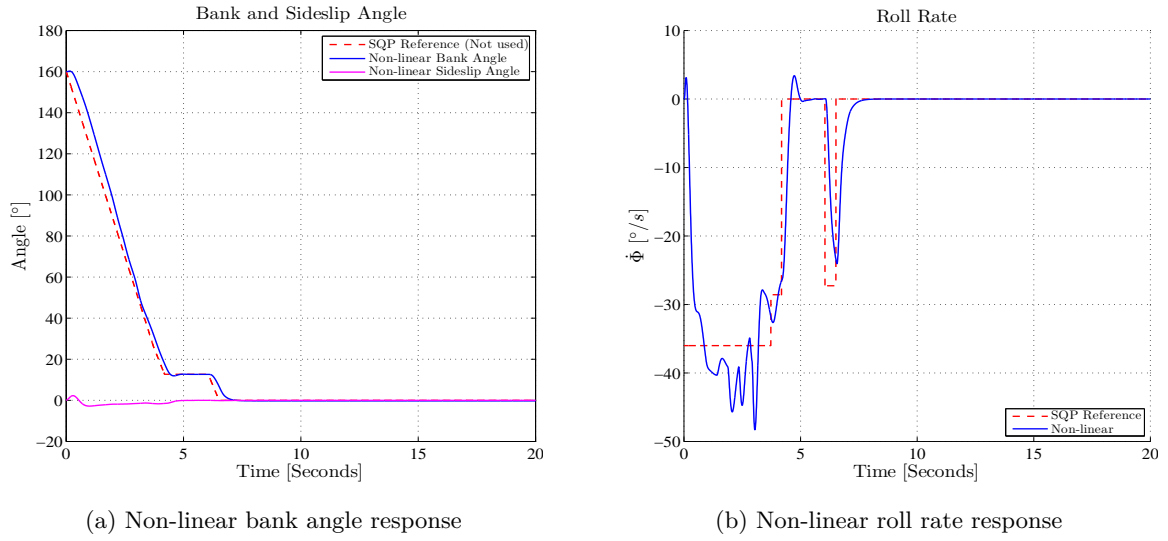 Bank and Sideslip Angle
180
160
140
120
100
80
60
40
20
0
−20
0
5
10
15
20
Angle [°]
Time [Seconds]
SQP Reference (Not used)
Non-linear Bank Angle
Non-linear Sideslip Angle
(a) Non-linear bank angle response
Roll Rate
10
0
−10
−20
−30
−40
−50
0
5
10
15
20
Φ̇ [°/s]
Time [Seconds]
SQP Reference
Non-linear
(b) Non-linear roll rate response